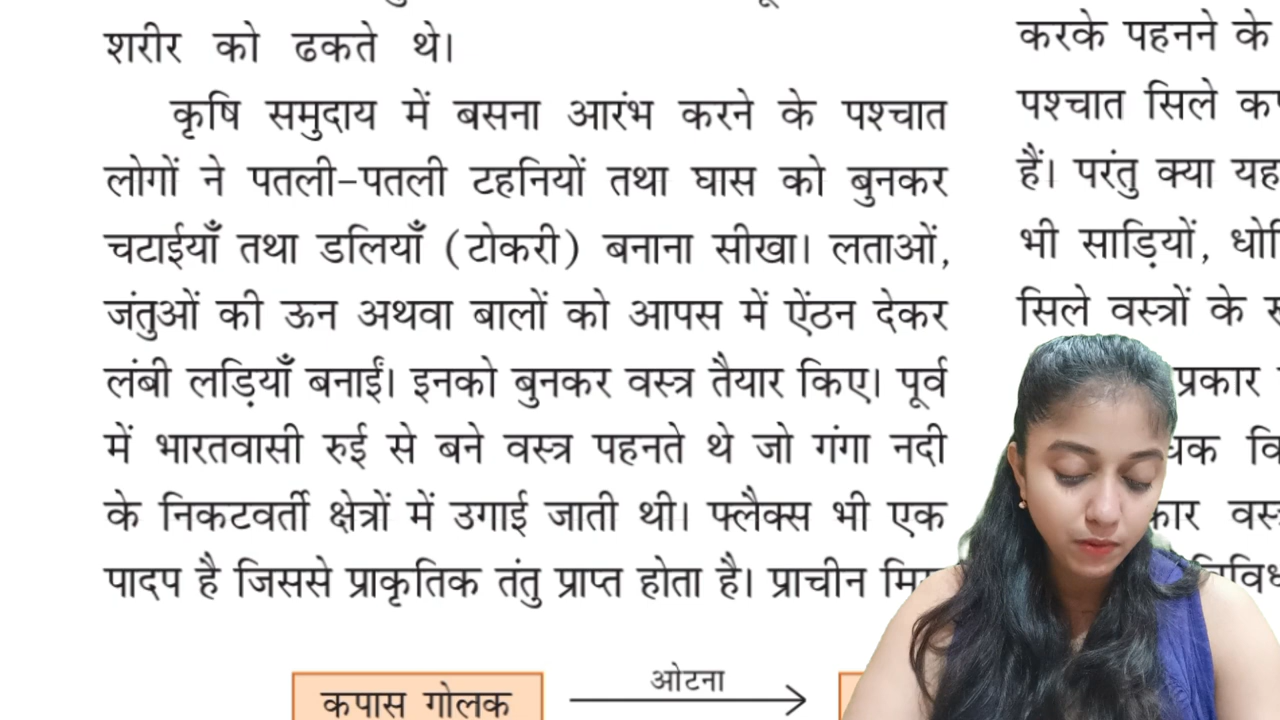 शरीर को ढकते थे।
कृषि समुदाय में बसना आरंभ करने के पश्चात
लोगों ने पतली-पतली टहनियों तथा घास को बुनकर
चटाईयाँ तथा डलियाँ (टोकरी) बनाना सीखा। लताओं,
जंतुओं की ऊन अथवा बालों को आपस में ऐंठन देकर
लंबी लड़ियाँ बनाईं। इनको बुनकर वस्त्र तैयार किए। पूर्व
में भारतवासी रुई से बने वस्त्र पहनते थे जो गंगा नदी
के निकटवर्ती क्षेत्रों में उगाई जाती थी। फ्लैक्स भी एक
पादप है जिससे प्राकृतिक तंतु प्राप्त होता है। प्राचीन
कपास गोलक
ओटना
करके पहनने के
पश्चात सिले
हैं। परंतु क्या यह
भी साड़ियों,
सिले वस्त्रों के
प्रकार